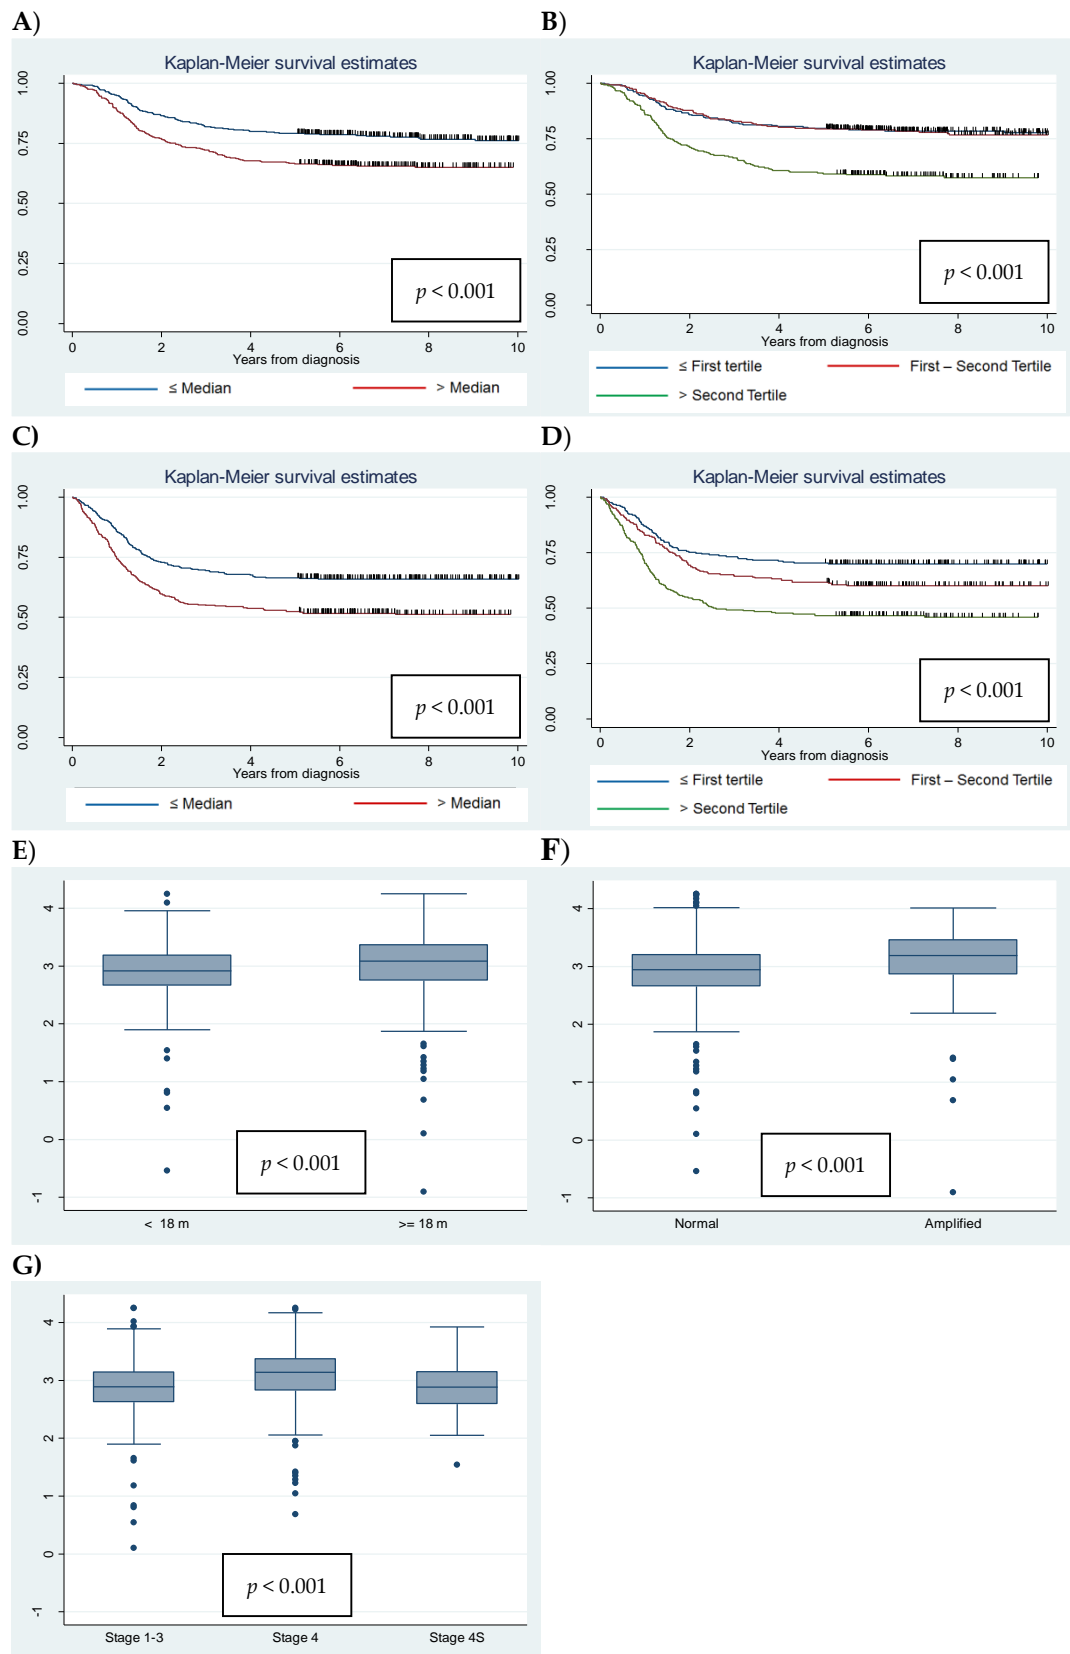 A)
Kaplan-Meier survival estimates
1.00
0.75
0.50
0.25
0.00
p < 0.001
0 2 4 6 8 10
Years from diagnosis
≤ Median > Median
B)
Kaplan-Meier survival estimates
1.00
0.75
0.50
0.25
0.00
p < 0.001
0 2 4 6 8 10
Years from diagnosis
≤ First tertile First – Second Tertile
> Second Tertile
C)
Kaplan-Meier survival estimates
1.00
0.75
0.50
0.25
0.00
p < 0.001
0 2 4 6 8 10
Years from diagnosis
≤ Median > Median
D)
Kaplan-Meier survival estimates
1.00
0.75
0.50
0.25
0.00
p < 0.001
0 2 4 6 8 10
Years from diagnosis
≤ First tertile First – Second Tertile
> Second Tertile
E)
4
3
2
1
0
-1
p < 0.001
< 18 m >= 18 m
F)
4
3
2
1
0
-1
p < 0.001
Normal Amplified
G)
4
3
2
1
0
-1
p < 0.001
Stage 1-3 Stage 4 Stage 4S